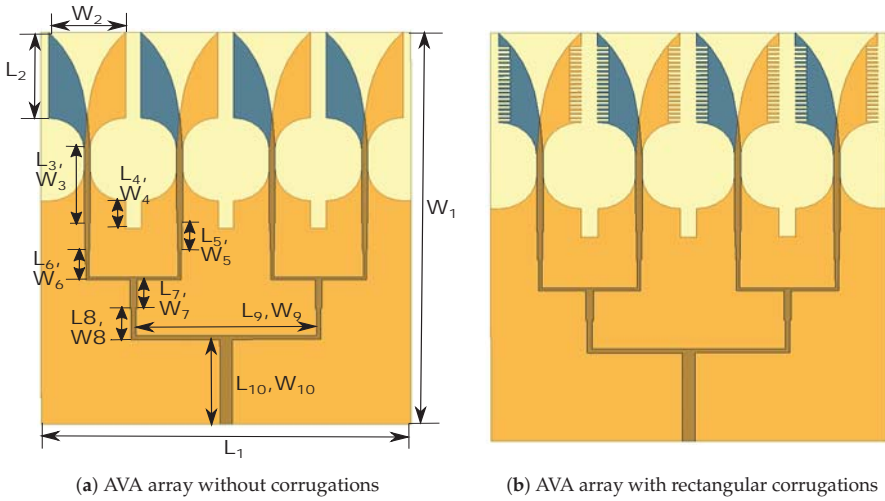 W₂
L₂
L₃,
W₃
L₄,
W₄
W₁
L₅,
W₅
L₆,
W₆
L₇,
W₇
L8,
W8
L₉, W₉
L₁₀, W₁₀
L₁
(a) AVA array without corrugations
(b) AVA array with rectangular corrugations